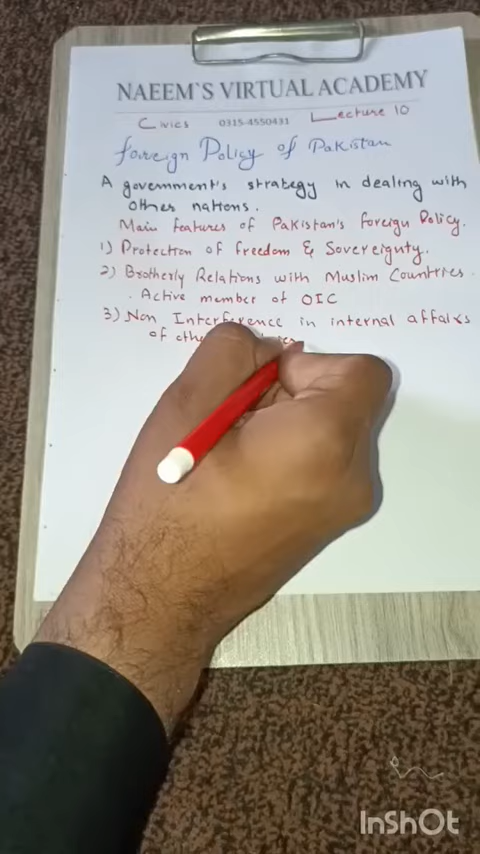 NAEEM`S VIRTUAL ACADEMY
Civics 0315-4550431 Lecture 10
Foreign Policy of Pakistan
A government's strategy in dealing with
other nations.
Main features of Pakistan's foreign Policy.
1) Protection of freedom & Sovereignty.
2) Brotherly Relations with Muslim Countries.
. Active member of OIC
3) Non Interference in internal affairs
of
InShOt